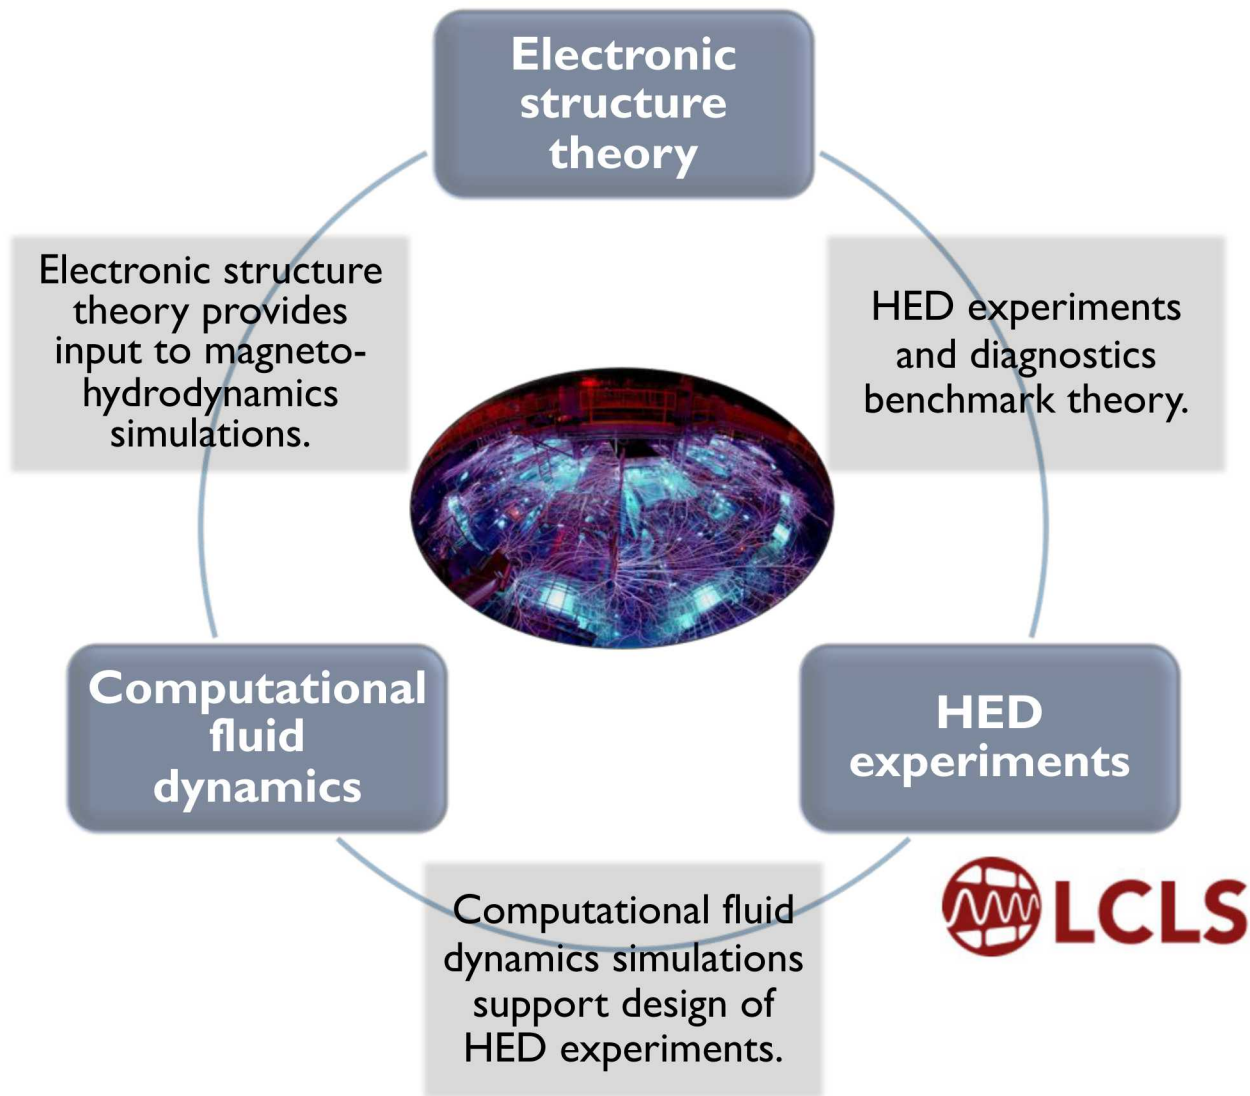 Electronic
structure
theory
Electronic structure
theory provides
input to magneto-
hydrodynamics
simulations.
HED experiments
and diagnostics
benchmark theory.
Computational
fluid
dynamics
HED
experiments
Computational fluid
dynamics simulations
support design of
HED experiments.
LCLS